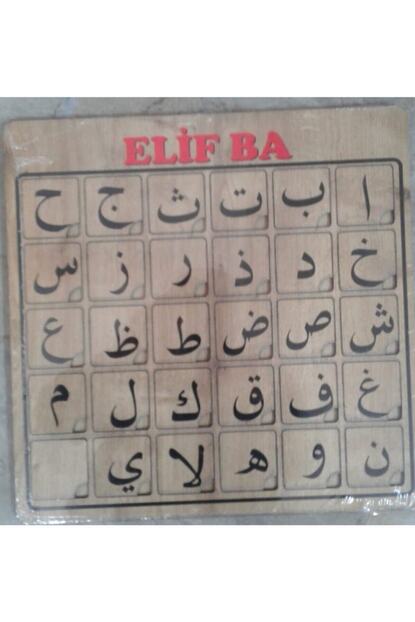 ELİF BA
ا ب ت ث ج ح
خ د ذ ر ز س
ش ص ض ط ظ ع
غ ف ق ك ل م
ن و ه لا ي